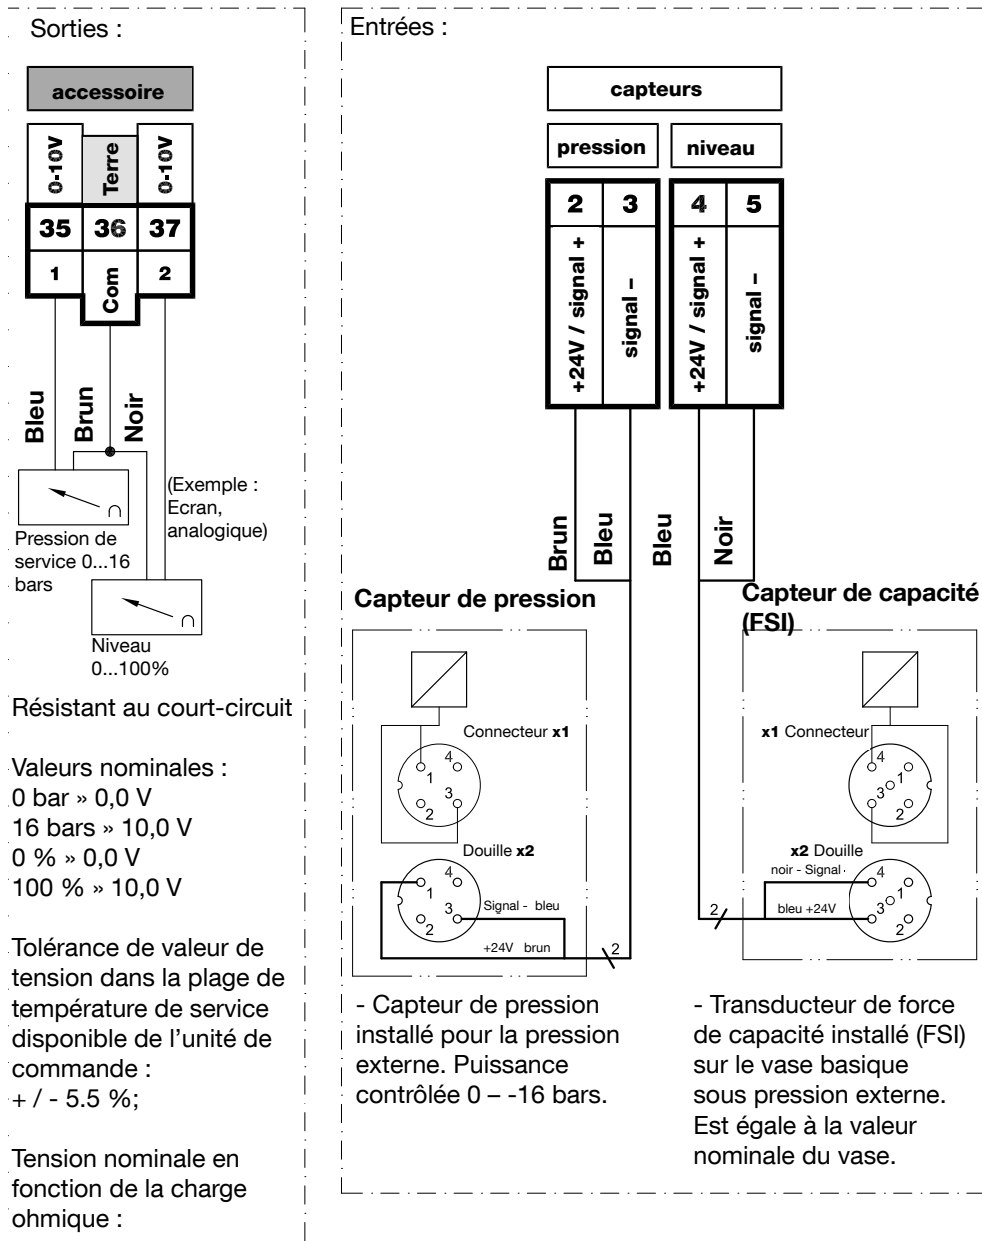 Sorties :
accessoire
0-10V
Terre
0-10V
35
36
37
1
Com
2
Bleu
Brun
Noir
(Exemple :
Ecran,
analogique)
Pression de
service 0...16
bars
Niveau
0...100%
Résistant au court-circuit
Valeurs nominales :
0 bar » 0,0 V
16 bars » 10,0 V
0 % » 0,0 V
100 % » 10,0 V
Tolérance de valeur de
tension dans la plage de
température de service
disponible de l’unité de
commande :
+ / - 5.5 %;
Tension nominale en
fonction de la charge
ohmique :
Entrées :
capteurs
pression
niveau
2
3
4
5
+24V / signal +
signal –
+24V / signal +
signal –
Brun
Bleu
Bleu
Noir
Capteur de pression
Connecteur x1
4
1
3
2
Douille x2
4
1
3
2
Signal - bleu
+24V brun
2
- Capteur de pression
installé pour la pression
externe. Puissance
contrôlée 0 – -16 bars.
Capteur de capacité
(FSI)
x1 Connecteur
4
1
3
2
x2 Douille
noir - Signal
4
1
3
2
bleu +24V
2
- Transducteur de force
de capacité installé (FSI)
sur le vase basique
sous pression externe.
Est égale à la valeur
nominale du vase.